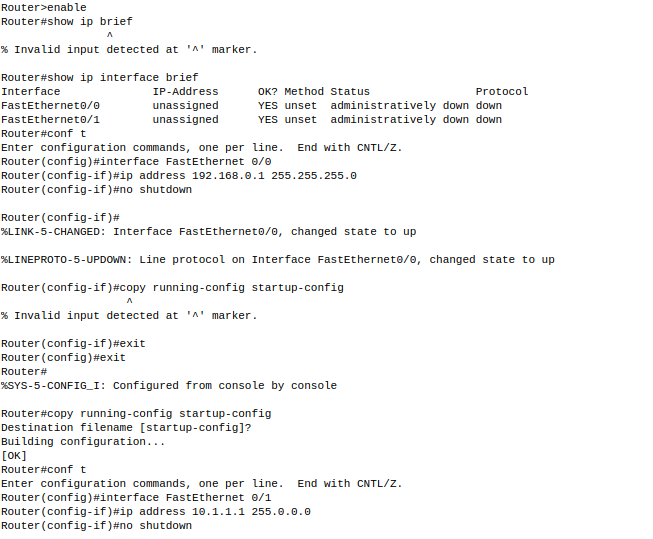 Router>enable
Router#show ip brief
^
% Invalid input detected at '^' marker.
Router#show ip interface brief
Interface IP-Address OK? Method Status Protocol
FastEthernet0/0 unassigned YES unset administratively down down
FastEthernet0/1 unassigned YES unset administratively down down
Router#conf t
Enter configuration commands, one per line. End with CNTL/Z.
Router(config)#interface FastEthernet 0/0
Router(config-if)#ip address 192.168.0.1 255.255.255.0
Router(config-if)#no shutdown
Router(config-if)#
%LINK-5-CHANGED: Interface FastEthernet0/0, changed state to up
%LINEPROTO-5-UPDOWN: Line protocol on Interface FastEthernet0/0, changed state to up
Router(config-if)#copy running-config startup-config
^
% Invalid input detected at '^' marker.
Router(config-if)#exit
Router(config)#exit
Router#
%SYS-5-CONFIG_I: Configured from console by console
Router#copy running-config startup-config
Destination filename [startup-config]?
Building configuration...
[OK]
Router#conf t
Enter configuration commands, one per line. End with CNTL/Z.
Router(config)#interface FastEthernet 0/1
Router(config-if)#ip address 10.1.1.1 255.0.0.0
Router(config-if)#no shutdown